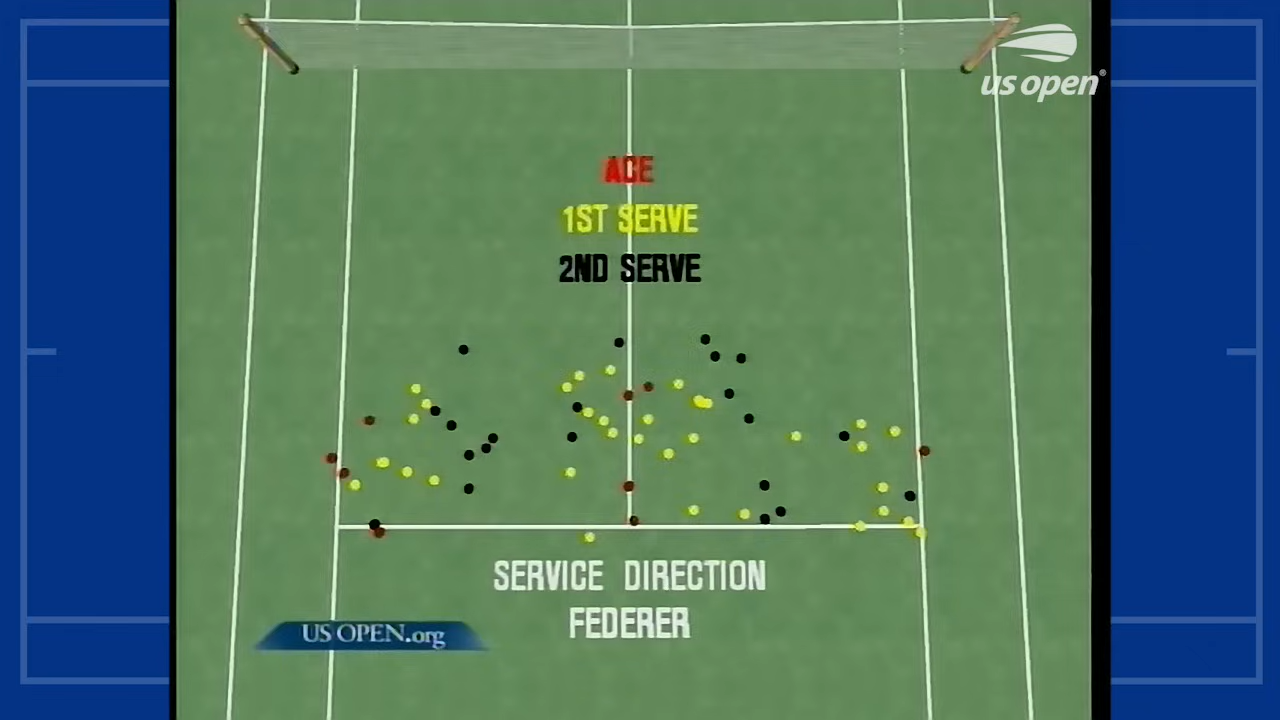 us open®
ACE
1ST SERVE
2ND SERVE
SERVICE DIRECTION
FEDERER
US OPEN.org